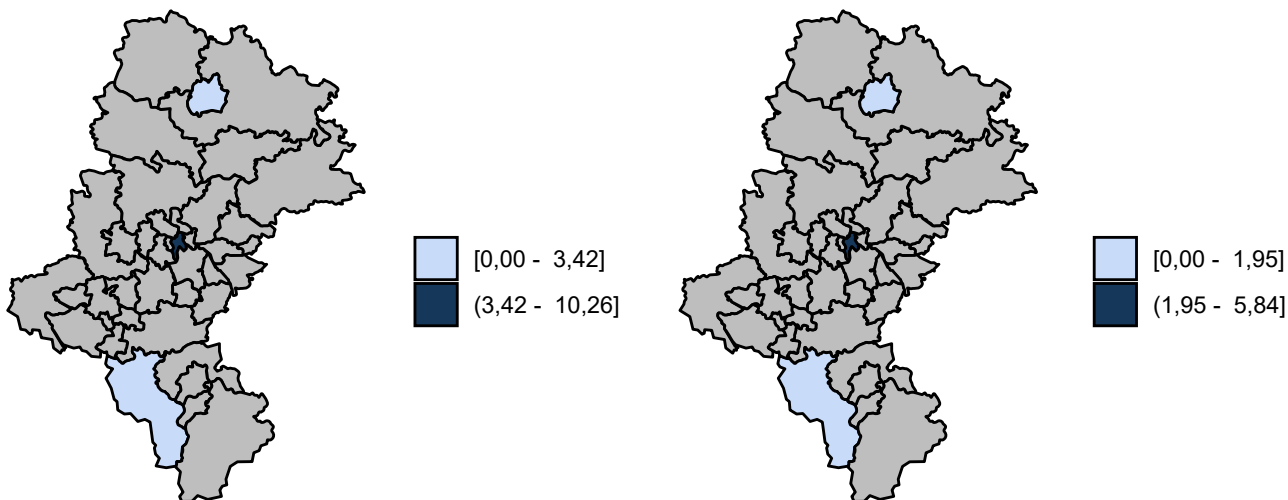 [0,00 - 3,42]
(3,42 - 10,26]
[0,00 - 1,95]
(1,95 - 5,84]